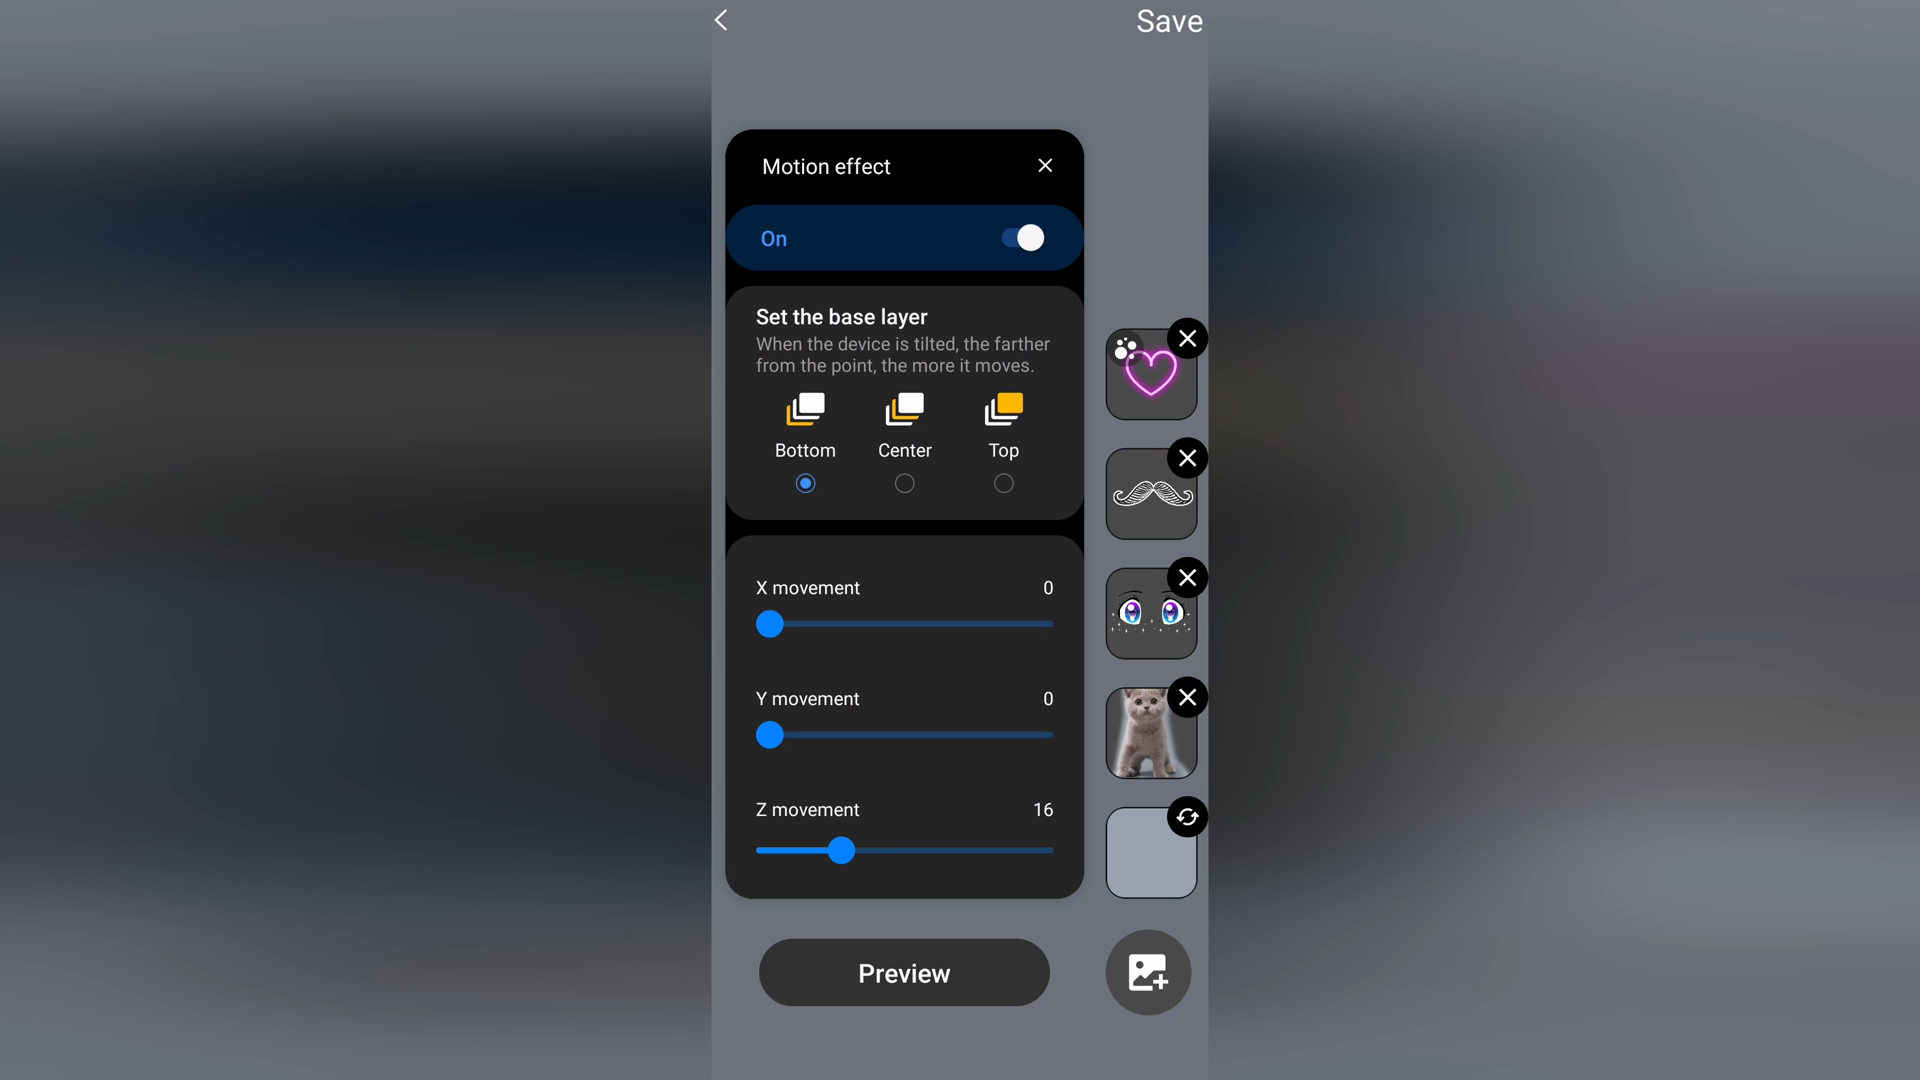 Save
Motion effect
On
Set the base layer
When the device is tilted, the farther
from the point, the more it moves.
Bottom Center Top
X movement 0
Y movement 0
Z movement 16
Preview